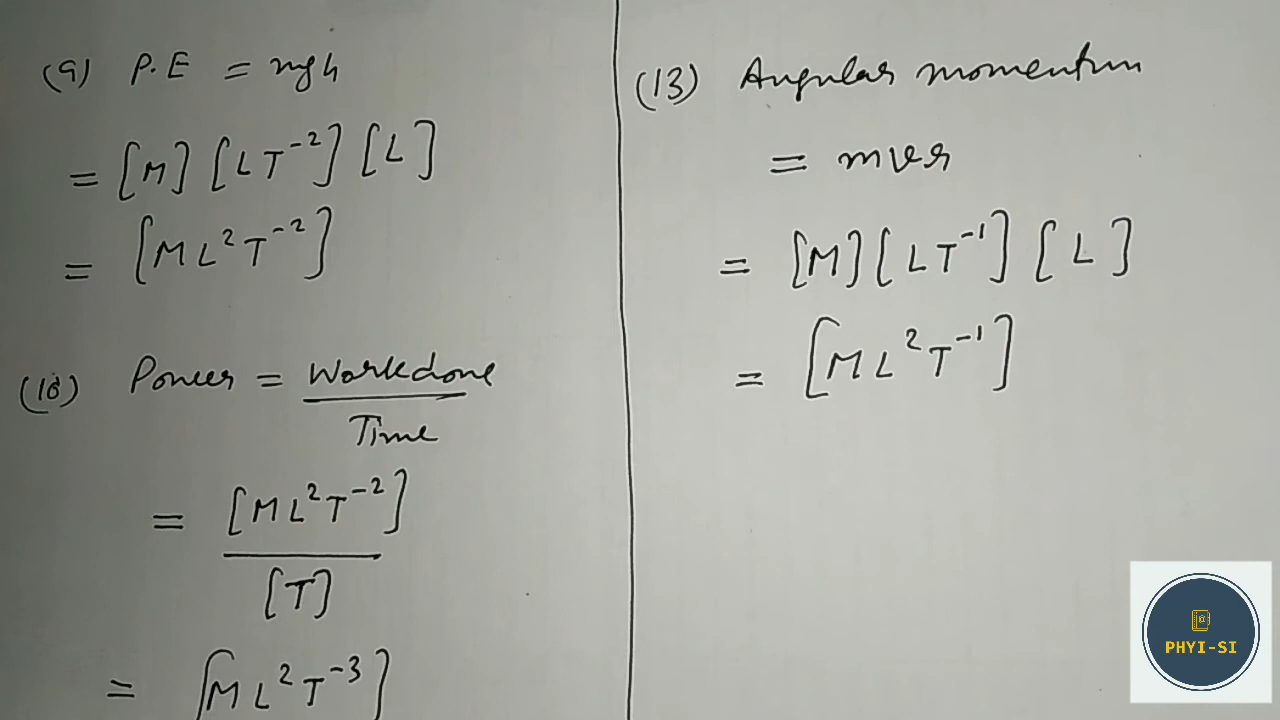 (9) P.E = mgh
= [M] [LT⁻²] [L]
= [ML²T⁻²]
(10) Power = Workdone
Time
= [ML²T⁻²]
[T]
= [ML²T⁻³]
(13) Angular momentum
= mvr
= [M] [LT⁻¹] [L]
= [ML²T⁻¹]
PHYI-SI